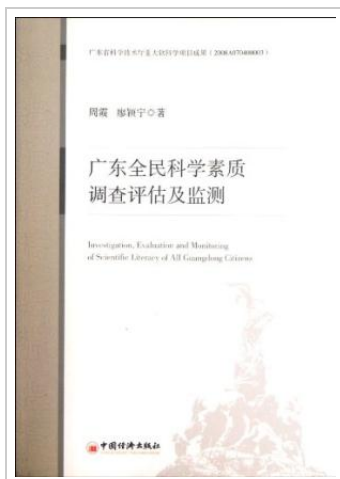 周霞 廖颖宁◎著
广东全民科学素质
调查评估及监测
Investigation, Evaluation and Monitoring
of Scientific Literacy of All Guangdong Citizens
中国经济出版社